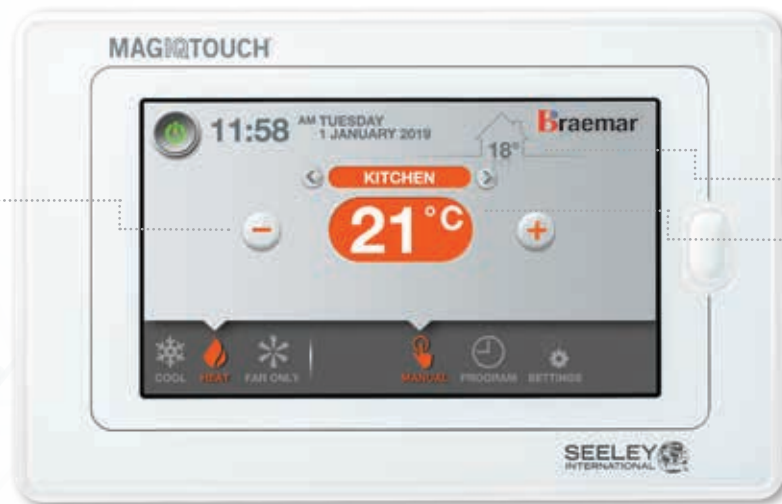 MAGIQTOUCH
11:58 AM TUESDAY
1 JANUARY 2019
Braemar
18°
KITCHEN
21°C
COOL HEAT FAN ONLY MANUAL PROGRAM SETTINGS
SEELEY
INTERNATIONAL